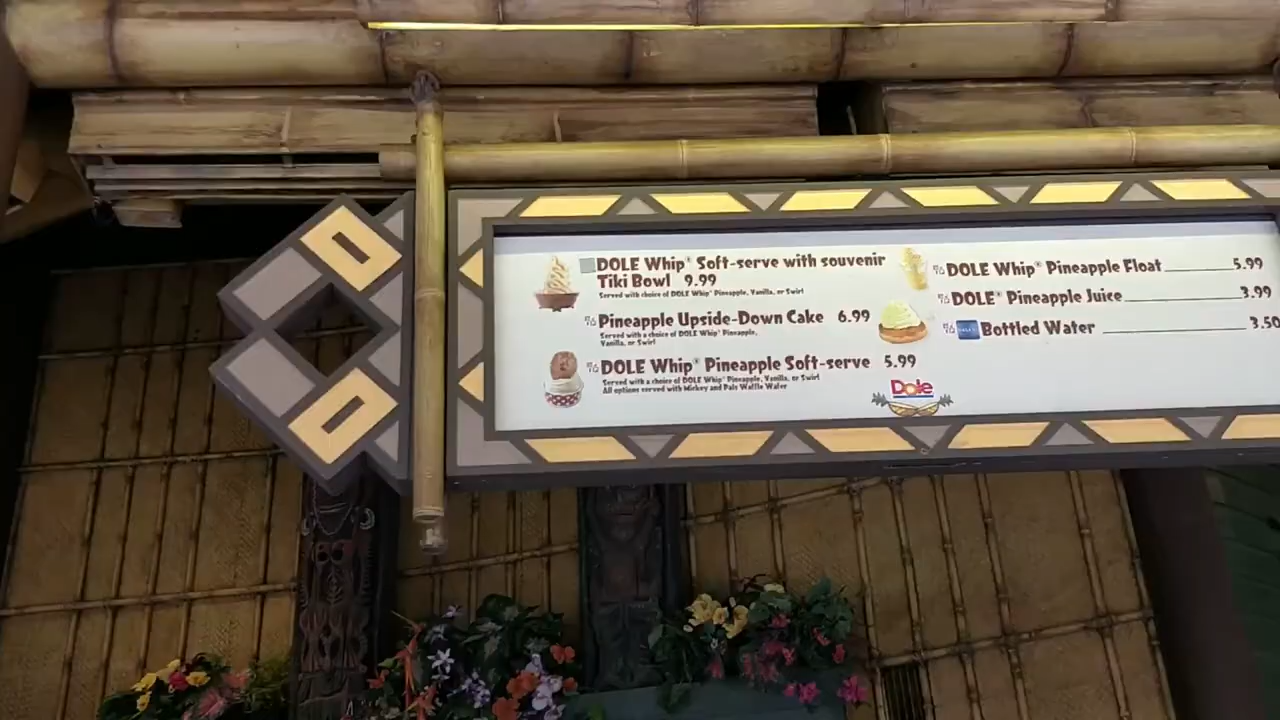 DOLE Whip® Soft-serve with souvenir
Tiki Bowl 9.99
Served with choice of DOLE Whip® Pineapple, Vanilla, or Swirl
Pineapple Upside-Down Cake 6.99
Served with a choice of DOLE Whip® Pineapple,
Vanilla, or Swirl
DOLE Whip® Pineapple Soft-serve 5.99
Served with a choice of DOLE Whip® Pineapple, Vanilla, or Swirl
All options served with Mickey and Pals Waffle Wafer
DOLE Whip® Pineapple Float 5.99
DOLE® Pineapple Juice 3.99
Bottled Water 3.50
Dole